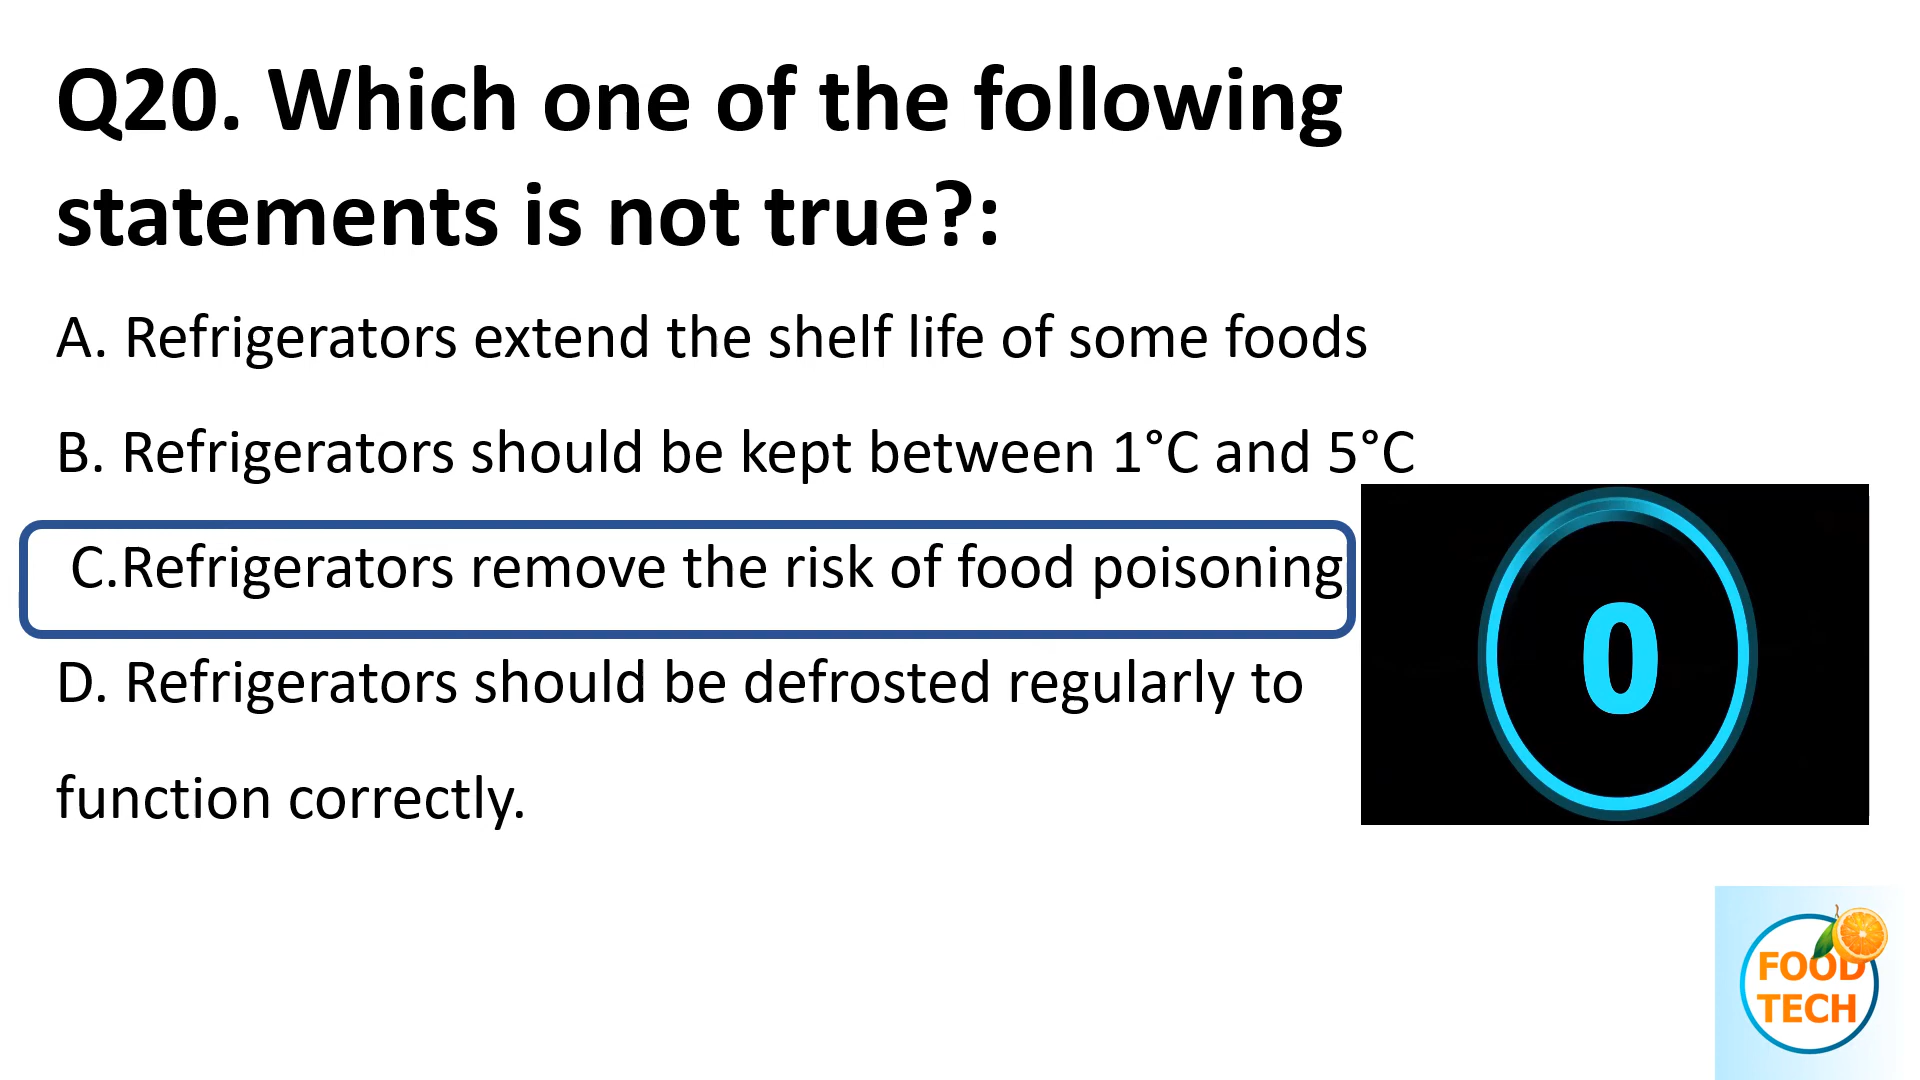 Q20. Which one of the following
statements is not true?:
A. Refrigerators extend the shelf life of some foods
B. Refrigerators should be kept between 1°C and 5°C
C.Refrigerators remove the risk of food poisoning
D. Refrigerators should be defrosted regularly to
function correctly.
0
FOOD
TECH